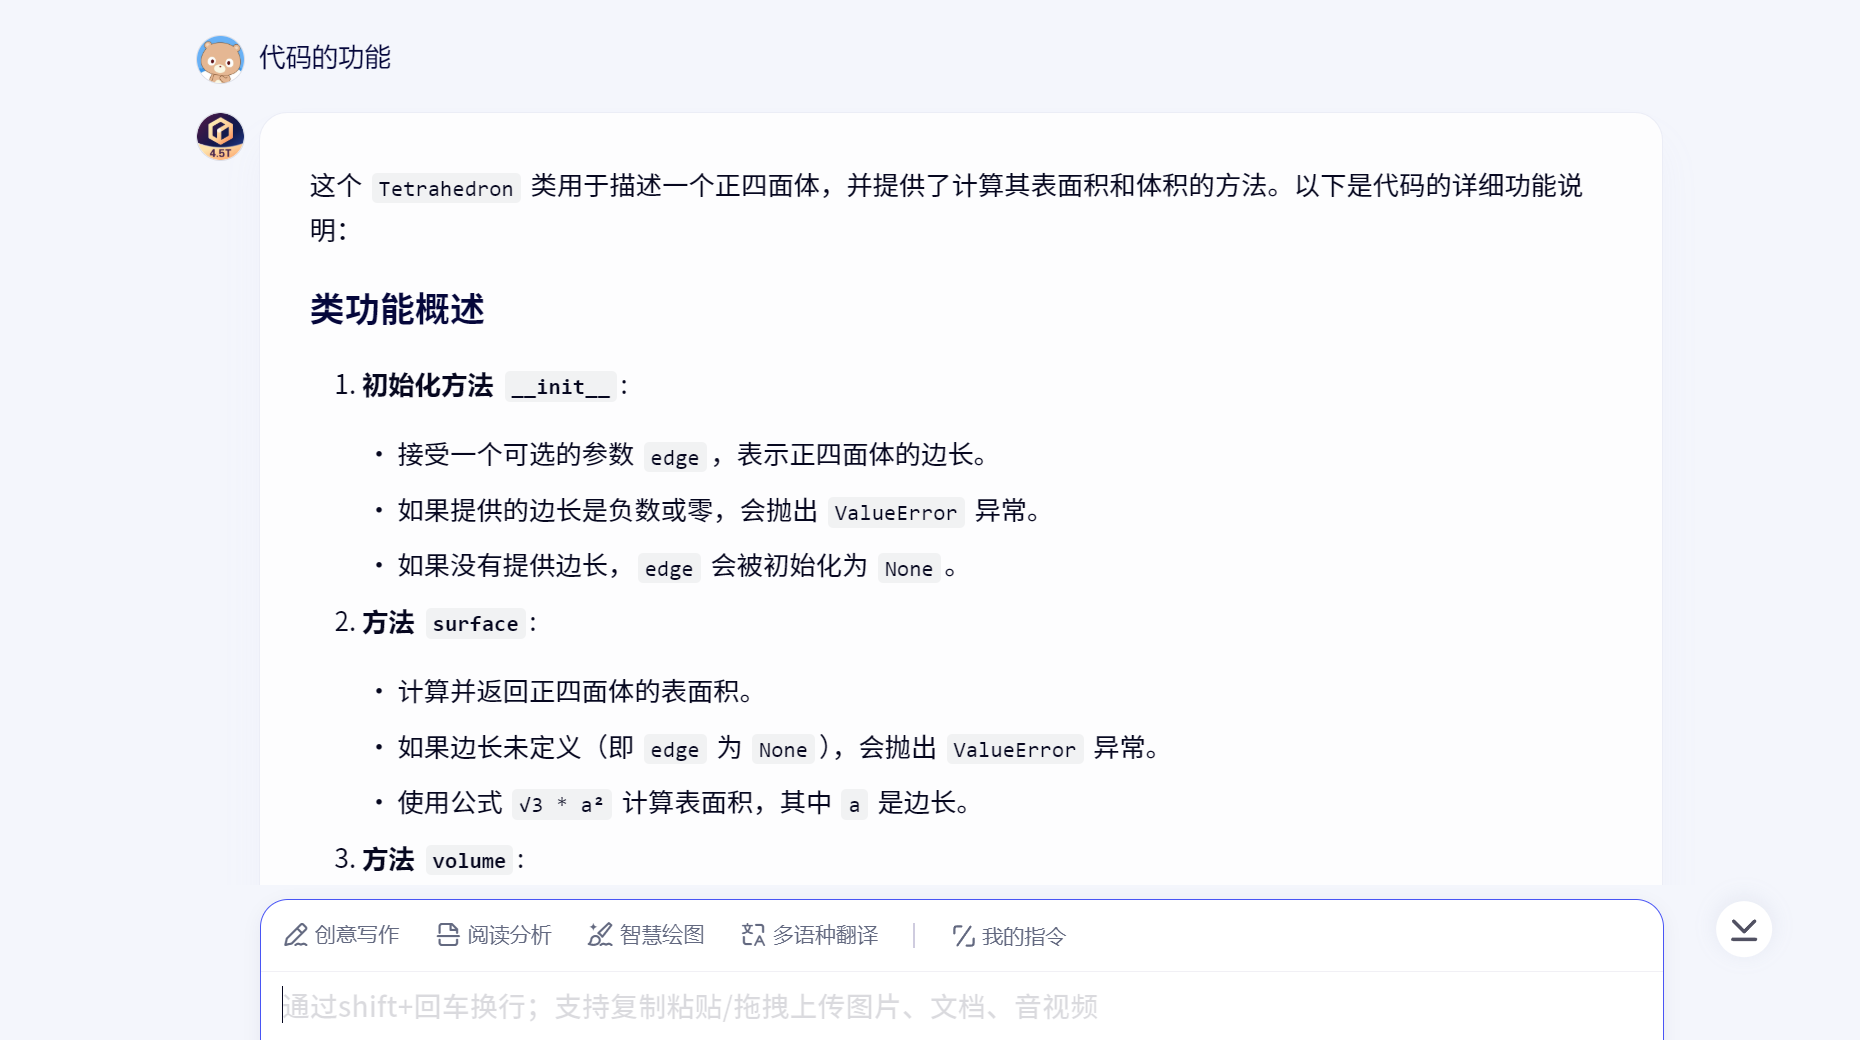 代码的功能
4.5T
这个 Tetrahedron 类用于描述一个正四面体，并提供了计算其表面积和体积的方法。以下是代码的详细功能说
明：
类功能概述
1. 初始化方法 __init__：
• 接受一个可选的参数 edge，表示正四面体的边长。
• 如果提供的边长是负数或零，会抛出 ValueError 异常。
• 如果没有提供边长，edge 会被初始化为 None。
2. 方法 surface：
• 计算并返回正四面体的表面积。
• 如果边长未定义（即 edge 为 None），会抛出 ValueError 异常。
• 使用公式 √3 * a² 计算表面积，其中 a 是边长。
3. 方法 volume：
创意写作 阅读分析 智慧绘图 多语种翻译 | 我的指令
通过shift+回车换行；支持复制粘贴/拖拽上传图片、文档、音视频